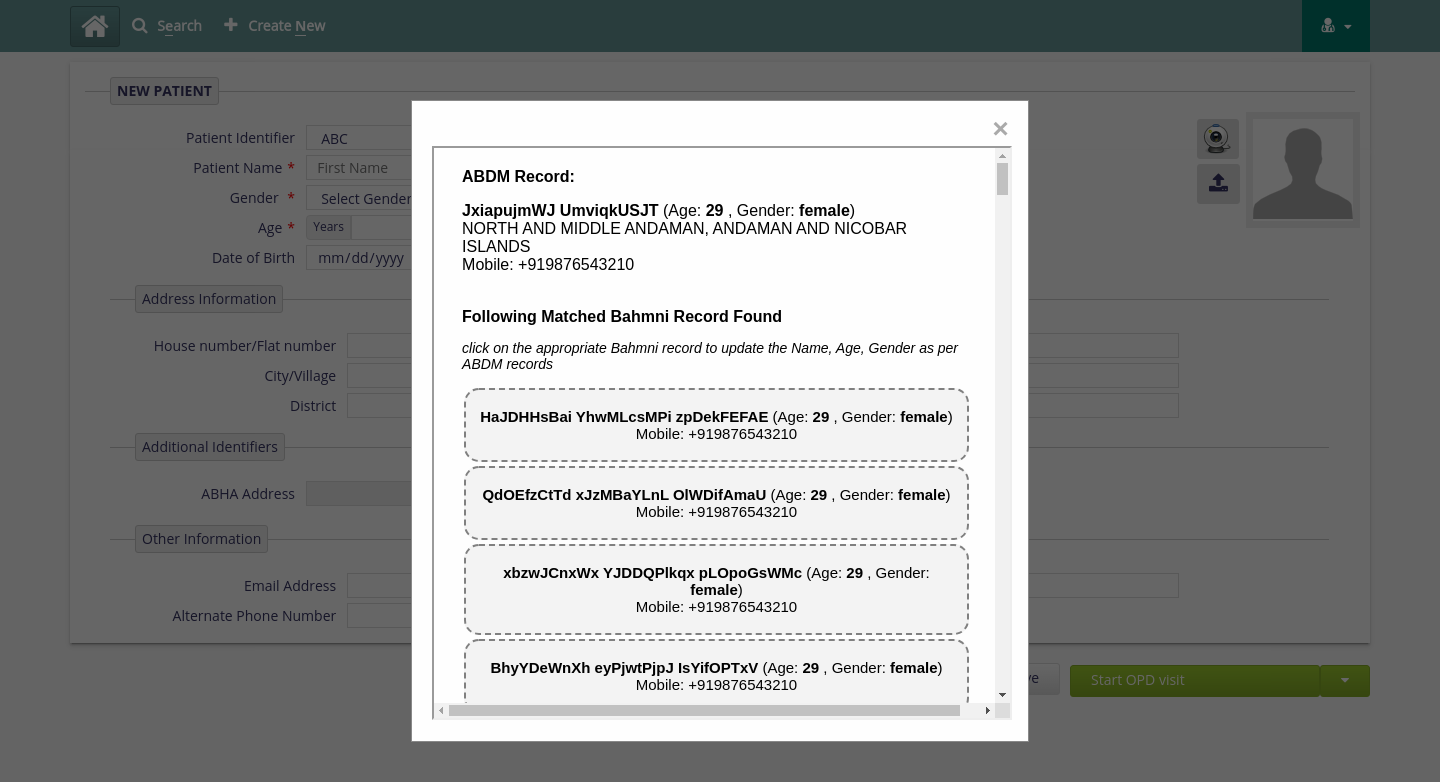 Search
Create New
NEW PATIENT
Patient Identifier
ABC
Patient Name *
First Name
Gender *
Select Gender
Age *
Years
Date of Birth
mm/dd/yyyy
Address Information
House number/Flat number
City/Village
District
Additional Identifiers
ABHA Address
Other Information
Email Address
Alternate Phone Number
×
ABDM Record:
JxiapujmWJ UmviqkUSJT (Age: 29 , Gender: female)
NORTH AND MIDDLE ANDAMAN, ANDAMAN AND NICOBAR
ISLANDS
Mobile: +919876543210
Following Matched Bahmni Record Found
click on the appropriate Bahmni record to update the Name, Age, Gender as per
ABDM records
HaJDHHsBai YhwMLcsMPi zpDekFEFAE (Age: 29 , Gender: female)
Mobile: +919876543210
QdOEfzCtTd xJzMBaYLnL OlWDifAmaU (Age: 29 , Gender: female)
Mobile: +919876543210
xbzwJCnxWx YJDDQPlkqx pLOpoGsWMc (Age: 29 , Gender:
female)
Mobile: +919876543210
BhyYDeWnXh eyPjwtPjpJ IsYifOPTxV (Age: 29 , Gender: female)
Mobile: +919876543210
Start OPD visit